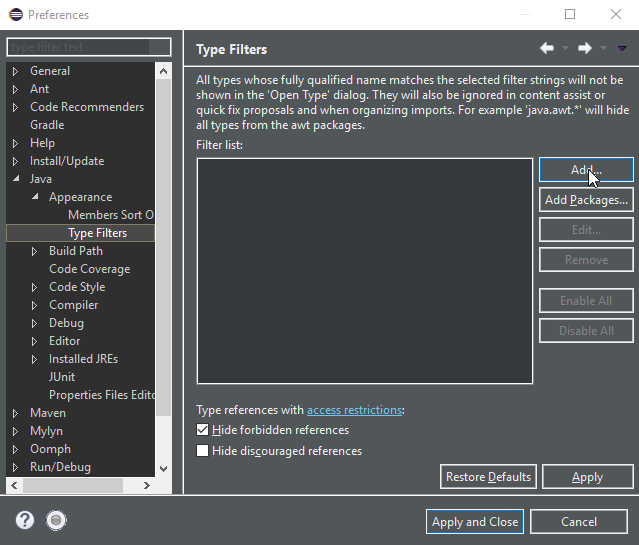 Preferences
type filter text
General
Ant
Code Recommenders
Gradle
Help
Install/Update
Java
Appearance
Members Sort O
Type Filters
Build Path
Code Coverage
Code Style
Compiler
Debug
Editor
Installed JREs
JUnit
Properties Files Edito
Maven
Mylyn
Oomph
Run/Debug
Type Filters
All types whose fully qualified name matches the selected filter strings will not be
shown in the 'Open Type' dialog. They will also be ignored in content assist or
quick fix proposals and when organizing imports. For example 'java.awt.*' will hide
all types from the awt packages.
Filter list:
Add...
Add Packages...
Edit...
Remove
Enable All
Disable All
Type references with access restrictions:
Hide forbidden references
Hide discouraged references
Restore Defaults
Apply
Apply and Close
Cancel